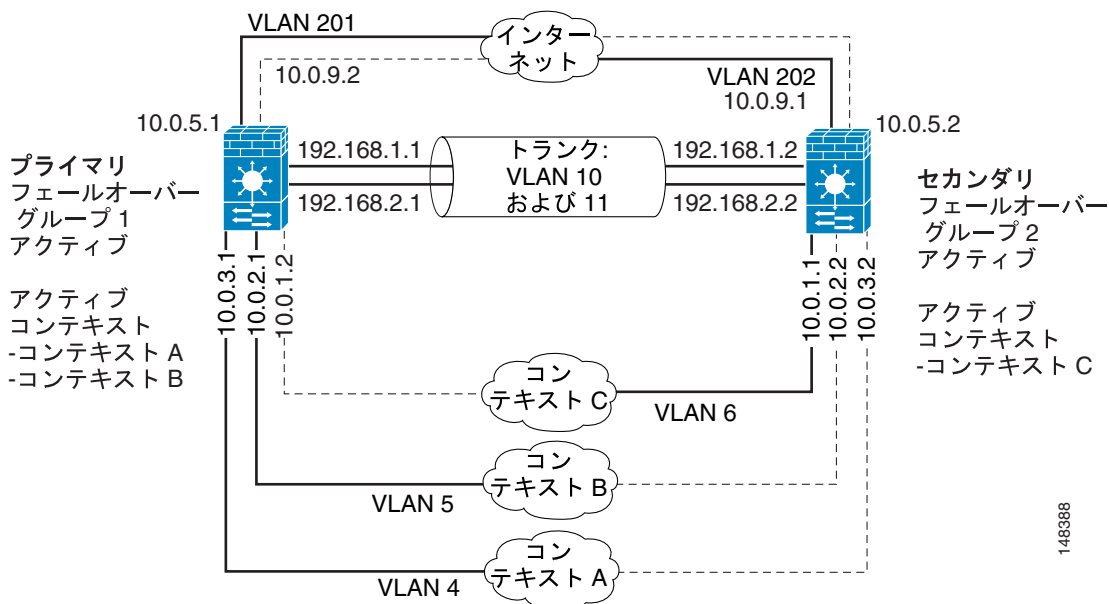 VLAN 201
インター
ネット
10.0.9.2
VLAN 202
10.0.9.1
10.0.5.1
10.0.5.2
192.168.1.1
トランク:
192.168.1.2
VLAN 10
および 11
192.168.2.1
192.168.2.2
プライマリ
フェールオーバー
グループ 1
アクティブ
アクティブ
コンテキスト
-コンテキスト A
-コンテキスト B
セカンダリ
フェールオーバー
グループ 2
アクティブ
アクティブ
コンテキスト
-コンテキスト C
10.0.3.1
10.0.2.1
10.0.1.2
10.0.1.1
10.0.2.2
10.0.3.2
コン
テキスト C
VLAN 6
コン
テキスト B
VLAN 5
コン
テキスト A
VLAN 4
148388